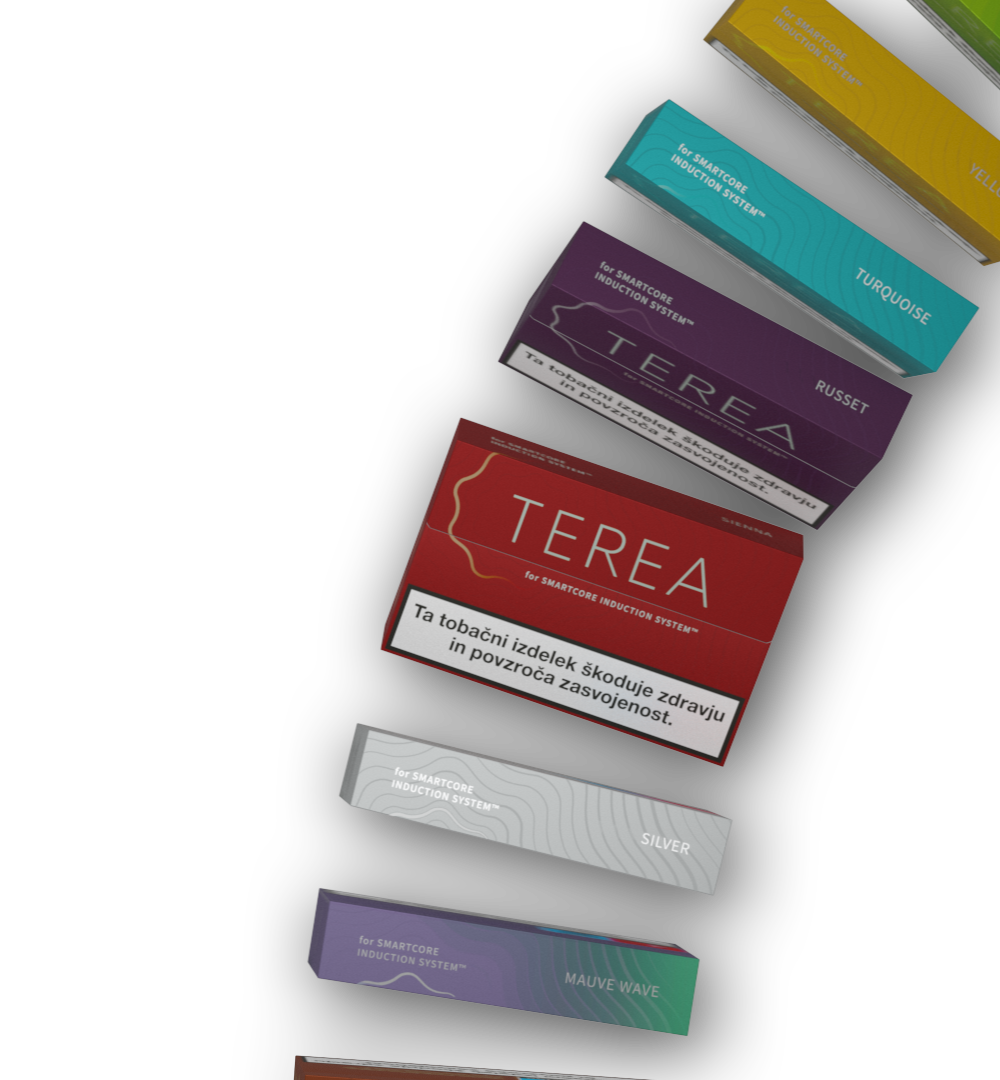 for SMARTCORE
INDUCTION SYSTEM™
for SMARTCORE
INDUCTION SYSTEM™
TURQUOISE
for SMARTCORE
INDUCTION SYSTEM™
RUSSET
TEREA
for SMARTCORE INDUCTION SYSTEM™
Ta tobačni izdelek škoduje zdravju
in povzroča zasvojenost.
for SMARTCORE
INDUCTION SYSTEM™
SIENNA
TEREA
for SMARTCORE INDUCTION SYSTEM™
Ta tobačni izdelek škoduje zdravju
in povzroča zasvojenost.
for SMARTCORE
INDUCTION SYSTEM™
SILVER
for SMARTCORE
INDUCTION SYSTEM™
MAUVE WAVE